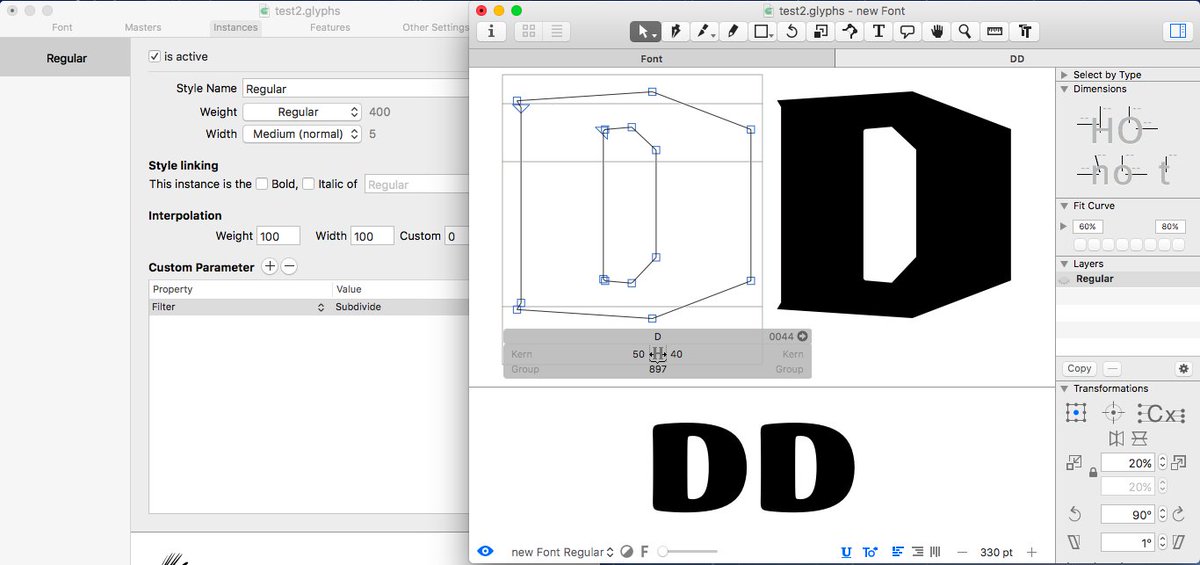 test2.glyphs
Font Masters Instances Features Other Settings
Regular
is active
Style Name Regular
Weight Regular 400
Width Medium (normal) 5
Style linking
This instance is the Bold, Italic of Regular
Interpolation
Weight 100 Width 100 Custom 0
Custom Parameter
Property Value
Filter Subdivide
test2.glyphs - new Font
Font DD
D D
D 0044
Kern 50 H 40 Kern
Group 897 Group
DD
new Font Regular F 330 pt
Select by Type
Dimensions
HO
no t
Fit Curve
60% 80%
Layers
Regular
Copy
Transformations
Cx
20%
20%
90°
1°